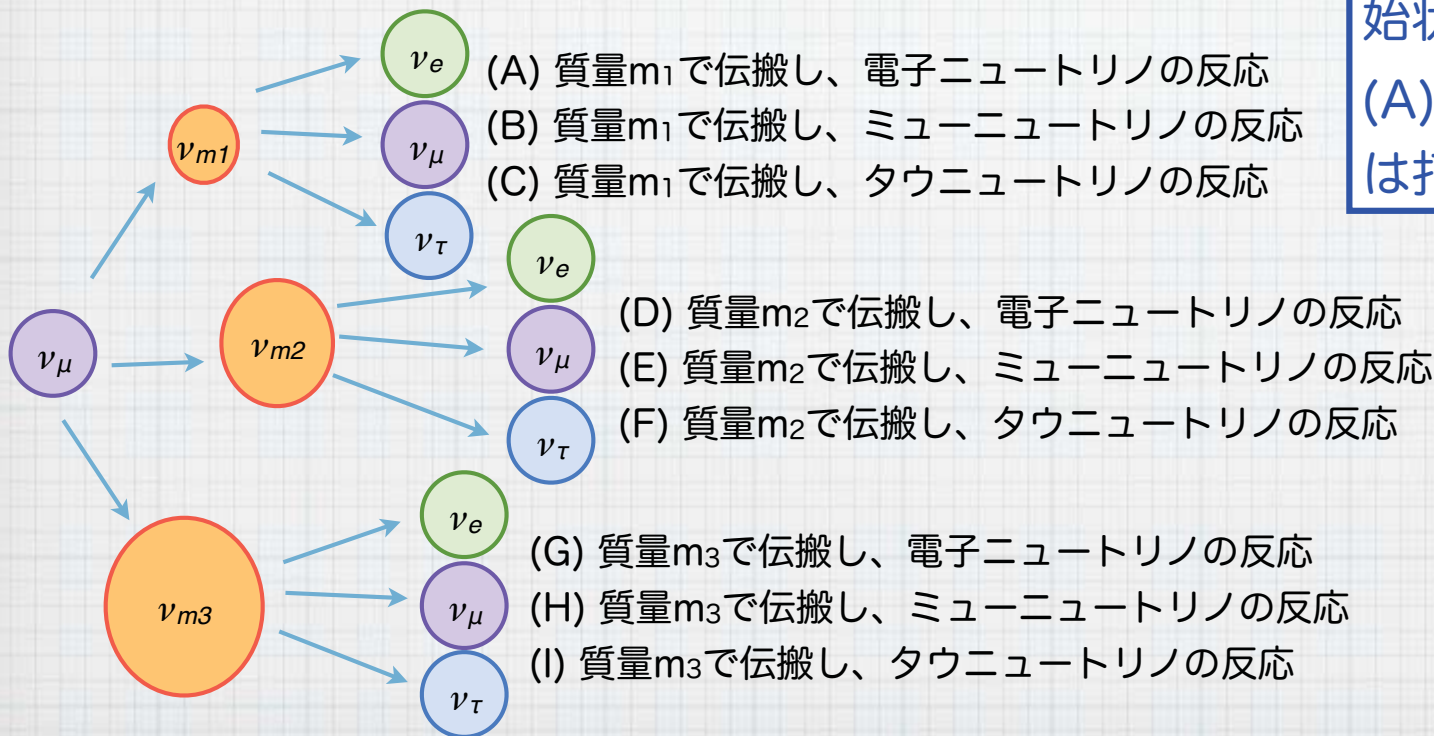 νe
(A) 質量m1で伝搬し、電子ニュートリノの反応
νm1
νμ
(B) 質量m1で伝搬し、ミューニュートリノの反応
(C) 質量m1で伝搬し、タウニュートリノの反応
ντ
νμ
νm2
νe
(D) 質量m2で伝搬し、電子ニュートリノの反応
νμ
(E) 質量m2で伝搬し、ミューニュートリノの反応
(F) 質量m2で伝搬し、タウニュートリノの反応
ντ
νm3
νe
(G) 質量m3で伝搬し、電子ニュートリノの反応
νμ
(H) 質量m3で伝搬し、ミューニュートリノの反応
(I) 質量m3で伝搬し、タウニュートリノの反応
ντ
(A)